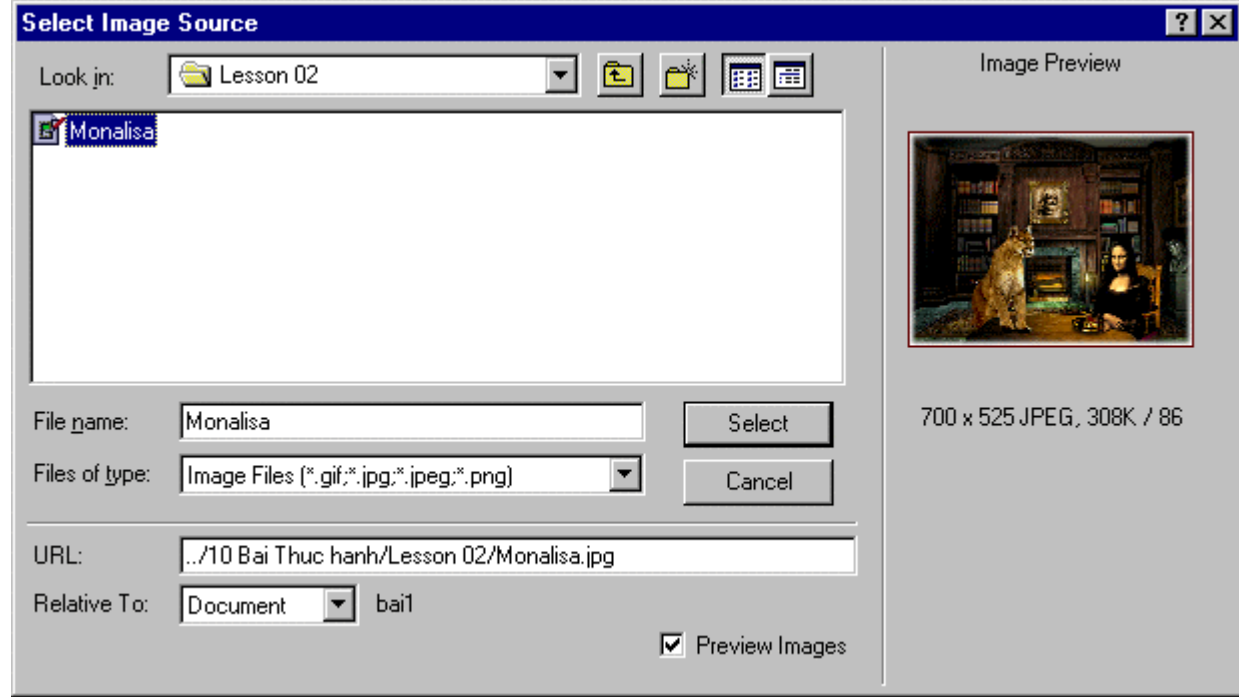 Select Image Source
Look in:
Lesson 02
Image Preview
Monalisa
File name:
Monalisa
Select
700 x 525 JPEG, 308K / 86
Files of type:
Image Files (*.gif;*.jpg;*.jpeg;*.png)
Cancel
URL:
../10 Bai Thuc hanh/Lesson 02/Monalisa.jpg
Relative To:
Document
bai1
Preview Images